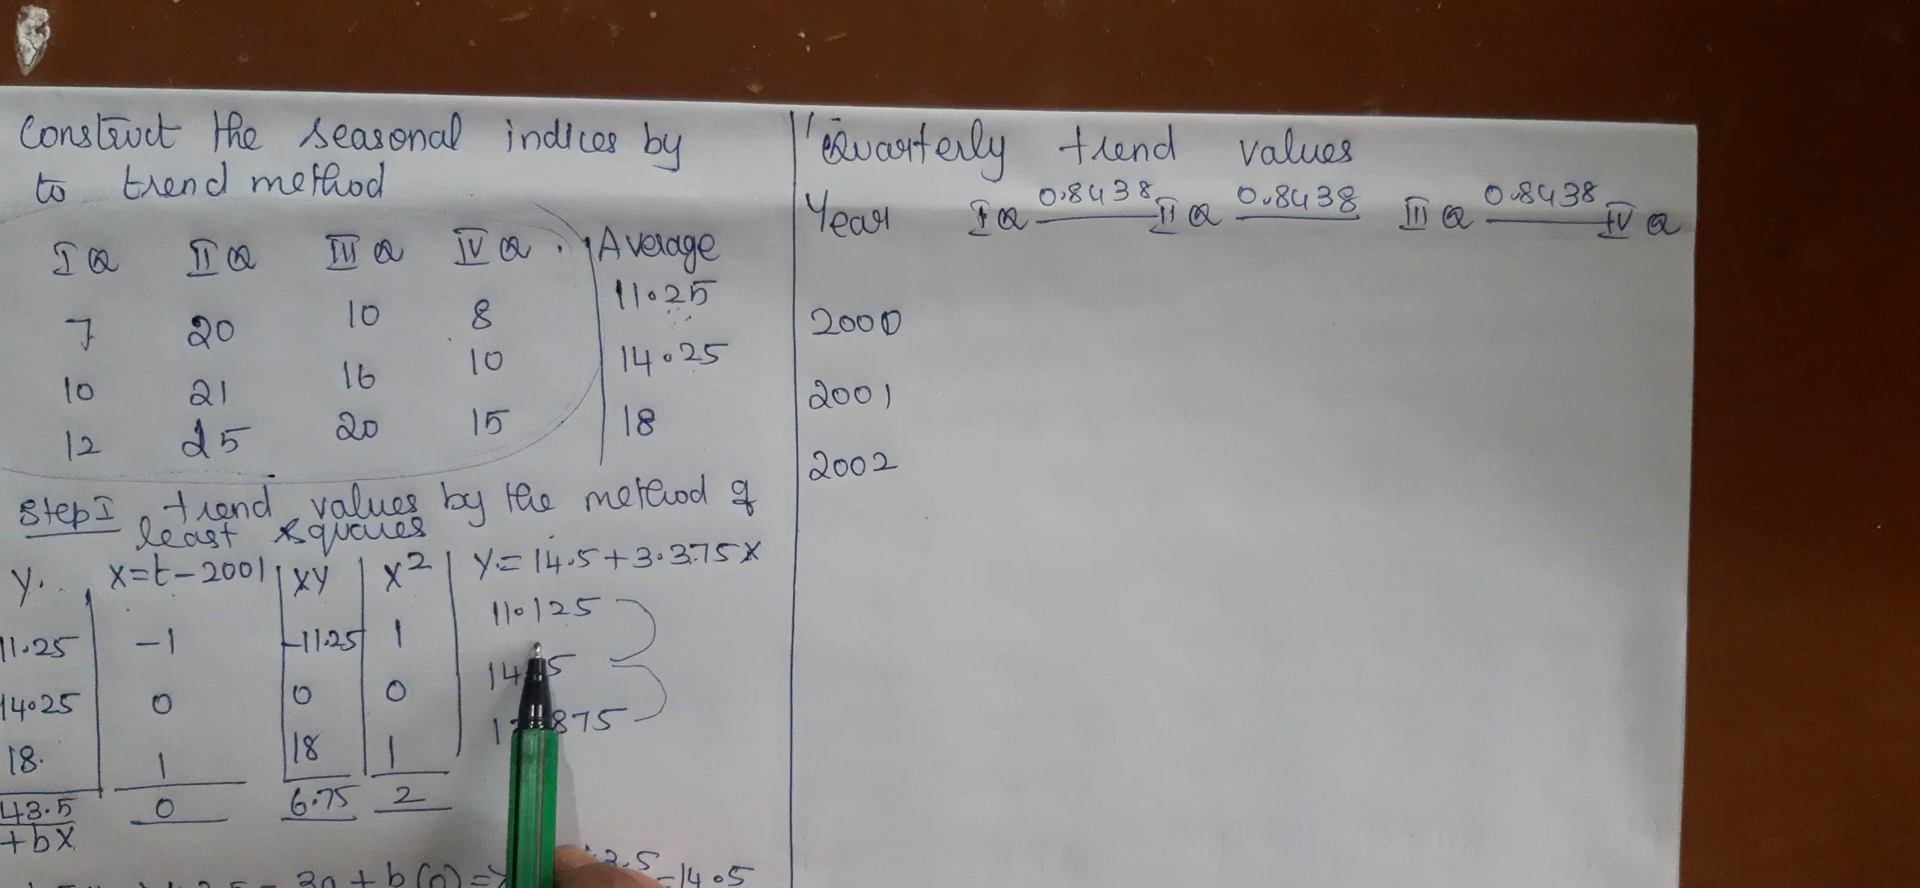 Construct the seasonal indices by
to trend method
I Q II Q III Q IV Q . Average
7 20 10 8 11.25
10 21 16 10 14.25
12 25 20 15 18
Step I trend values by the method of
least squares
y. x=t-2001 xy x² y=14.5+3.375x
11.25 -1 -11.25 1 11.125
14.25 0 0 0
18. 1 18 1
43.5 0 6.75 2
+bx
3a+b(0)=
=14.5
Quarterly trend values
Year I Q 0.8438 II Q 0.8438 III Q 0.8438 IV Q
2000
2001
2002